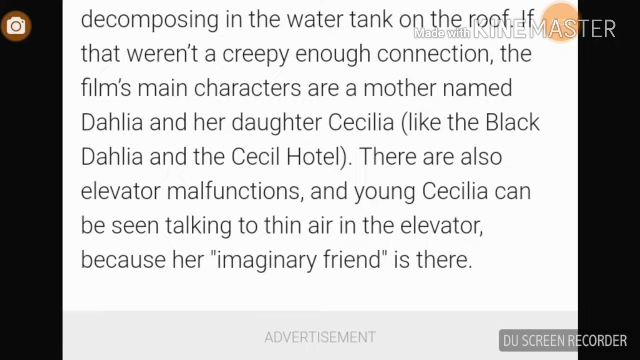 decomposing in the water tank on the roof. If
Made with KINEMASTER
that weren't a creepy enough connection, the
film's main characters are a mother named
Dahlia and her daughter Cecilia (like the Black
Dahlia and the Cecil Hotel). There are also
elevator malfunctions, and young Cecilia can
be seen talking to thin air in the elevator,
because her "imaginary friend" is there.
ADVERTISEMENT
DU SCREEN RECORDER